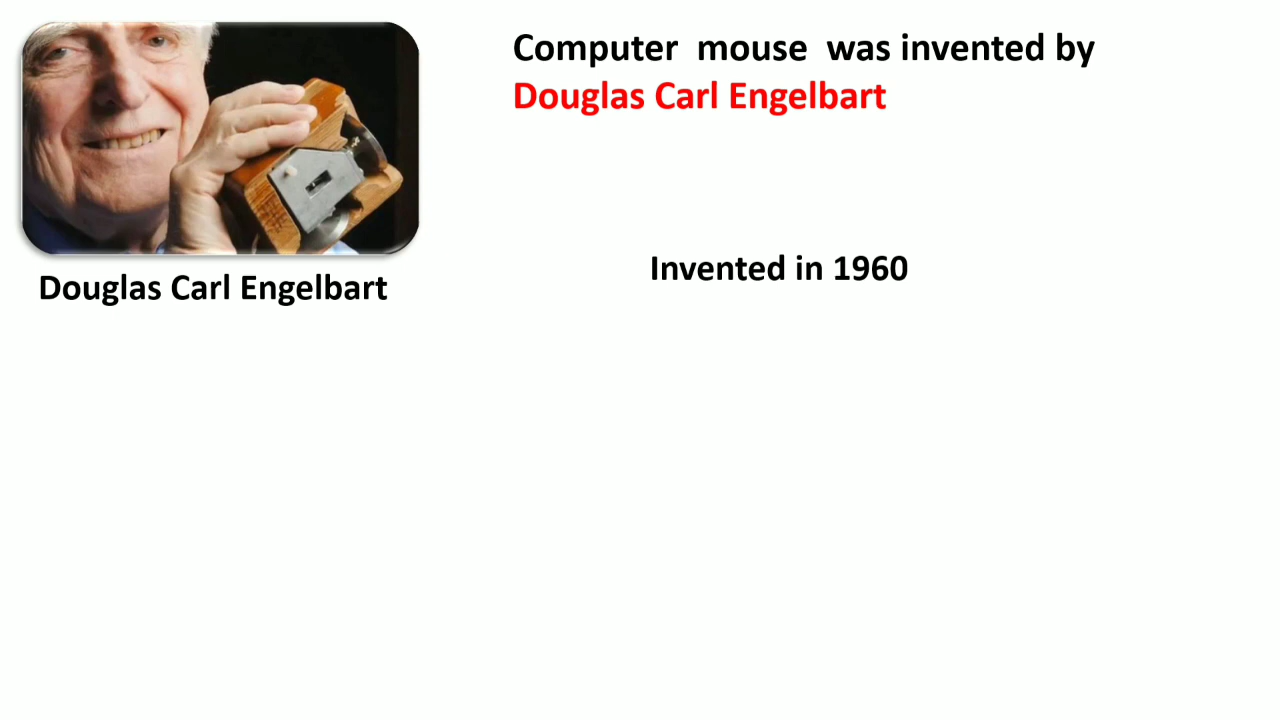 Computer mouse was invented by
Douglas Carl Engelbart
Invented in 1960
Douglas Carl Engelbart